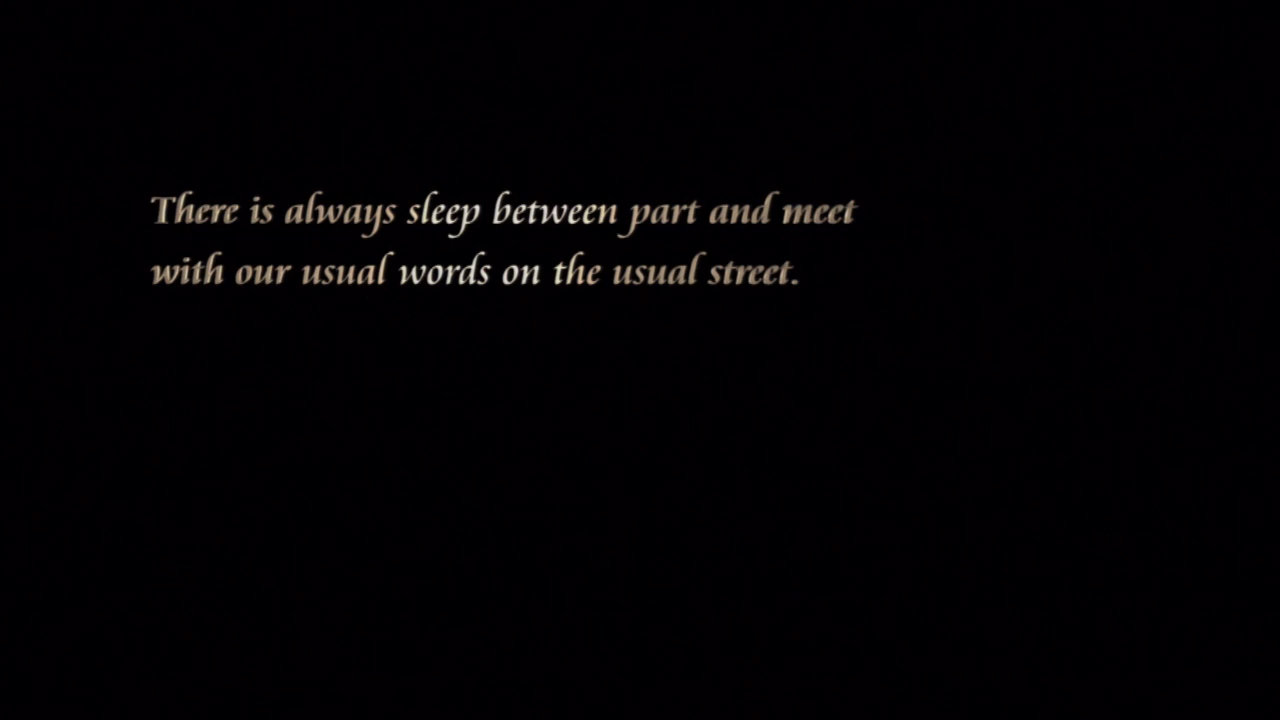 There is always sleep between part and meet
with our usual words on the usual street.